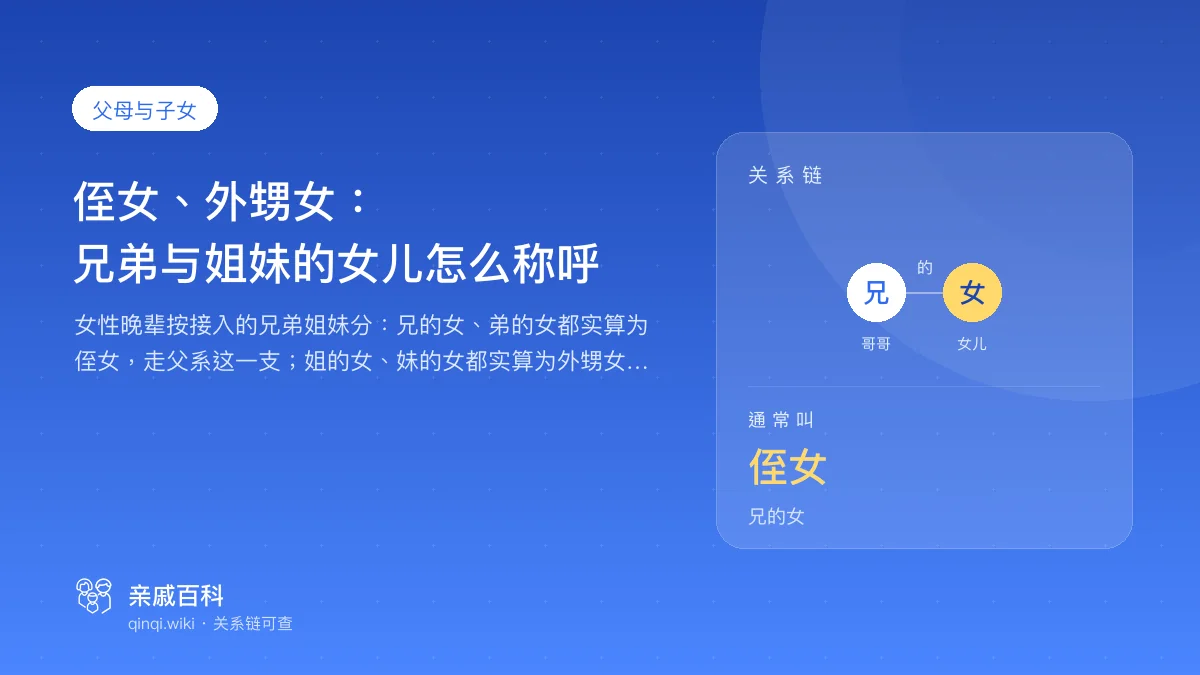 父母与子女
侄女、外甥女：
兄弟与姐妹的女儿怎么称呼
女性晚辈按接入的兄弟姐妹分：兄的女、弟的女都实算为
侄女，走父系这一支；姐的女、妹的女都实算为外甥女…
关系链
兄
的
女
哥哥
女儿
通常叫
侄女
兄的女
亲戚百科
qinqi.wiki · 关系链可查